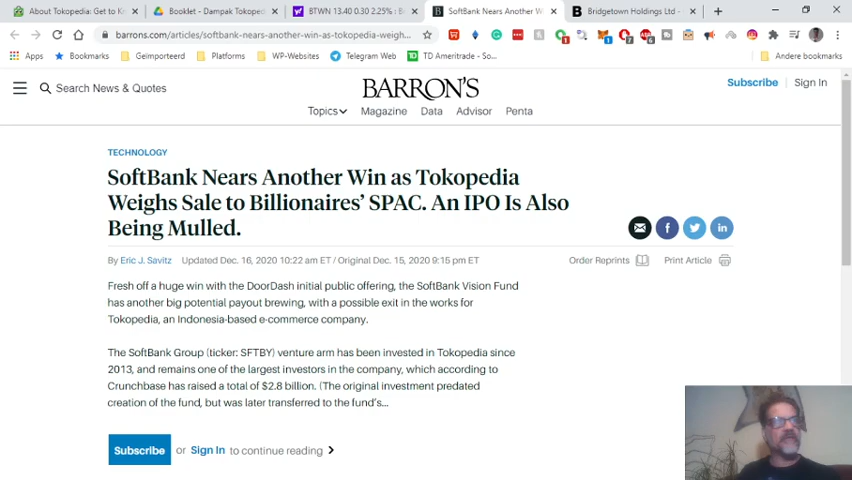 About Tokopedia: Get to K
Booklet - Dampak Tokoped
BTWN 13.40 0.30 2.25% : B
SoftBank Nears Another W
Bridgetown Holdings Ltd -
barrons.com/articles/softbank-nears-another-win-as-tokopedia-weigh...
Apps
Bookmarks
Geïmporteerd
Platforms
WP-Websites
Telegram Web
TD Ameritrade - So...
Andere bookmarks
Search News & Quotes
BARRON'S
Subscribe
Sign In
Topics
Magazine
Data
Advisor
Penta
TECHNOLOGY
SoftBank Nears Another Win as Tokopedia
Weighs Sale to Billionaires' SPAC. An IPO Is Also
Being Mulled.
By Eric J. Savitz Updated Dec. 16, 2020 10:22 am ET / Original Dec. 15, 2020 9:15 pm ET
Order Reprints
Print Article
Fresh off a huge win with the DoorDash initial public offering, the SoftBank Vision Fund
has another big potential payout brewing, with a possible exit in the works for
Tokopedia, an Indonesia-based e-commerce company.
The SoftBank Group (ticker: SFTBY) venture arm has been invested in Tokopedia since
2013, and remains one of the largest investors in the company, which according to
Crunchbase has raised a total of $2.8 billion. (The original investment predated
creation of the fund, but was later transferred to the fund's...
Subscribe or Sign In to continue reading